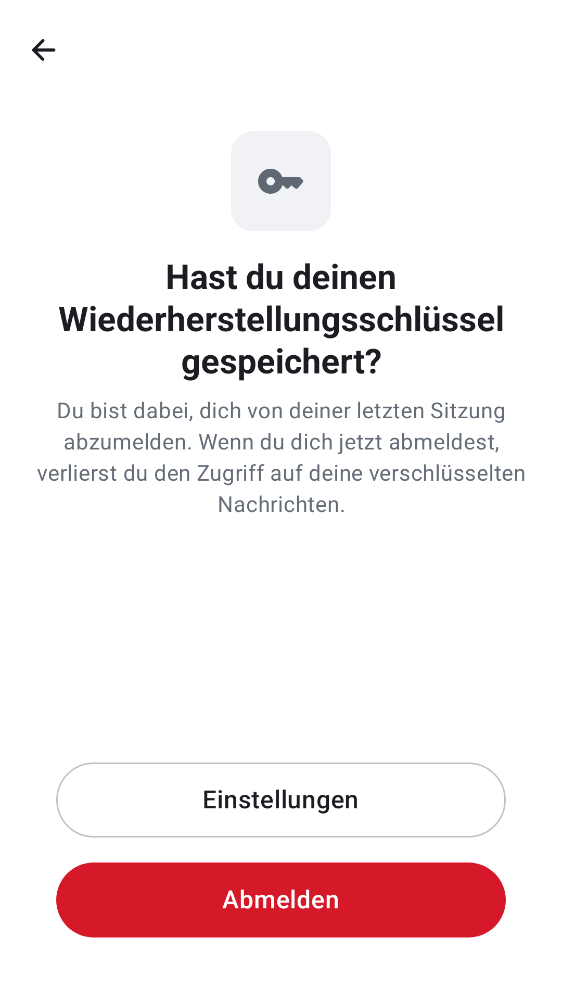 Hast du deinen
Wiederherstellungsschlüssel
gespeichert?
Du bist dabei, dich von deiner letzten Sitzung
abzumelden. Wenn du dich jetzt abmeldest,
verlierst du den Zugriff auf deine verschlüsselten
Nachrichten.
Einstellungen
Abmelden